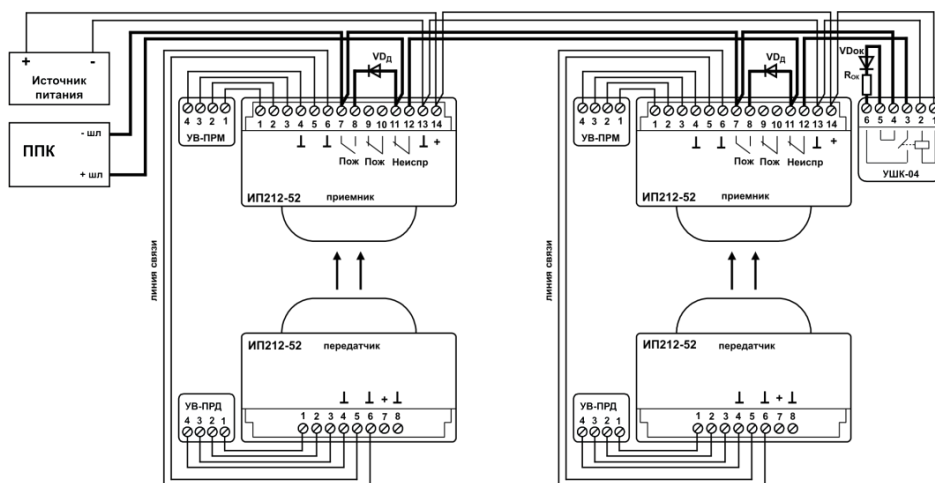 + -
Источник
питания
ППК
- шл
+ шл
4 3 2 1
УВ-ПРМ
VDД
1 2 3 4 5 6 7 8 9 10 11 12 13 14
⊥ ⊥ ⊥ +
Пож Пож Неиспр
ИП212-52 приемник
линия связи
ИП212-52 передатчик
⊥ ⊥ + ⊥
1 2 3 4 5 6 7 8
УВ-ПРД
4 3 2 1
4 3 2 1
УВ-ПРМ
VDД
1 2 3 4 5 6 7 8 9 10 11 12 13 14
⊥ ⊥ ⊥ +
Пож Пож Неиспр
ИП212-52 приемник
линия связи
ИП212-52 передатчик
⊥ ⊥ + ⊥
1 2 3 4 5 6 7 8
УВ-ПРД
4 3 2 1
VDок
Rок
6 5 4 3 2 1
УШК-04